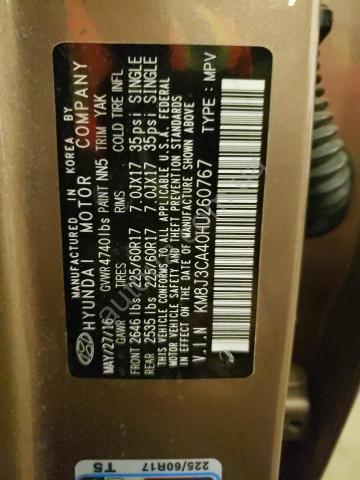 MANUFACTURED IN KOREA BY
HYUNDAI MOTOR COMPANY
MAY/27/16 GVWR 4740 lbs PAINT NN5 TRIM YAK
GAWR TIRES RIMS COLD TIRE INFL
FRONT 2646 lbs 225/60R17 7.0JX17 35psi SINGLE
REAR 2535 lbs 225/60R17 7.0JX17 35psi SINGLE
THIS VEHICLE CONFORMS TO ALL APPLICABLE U.S.A. FEDERAL
MOTOR VEHICLE SAFETY AND THEFT PREVENTION STANDARDS
IN EFFECT ON THE DATE OF MANUFACTURE SHOWN ABOVE
V.I.N KM8J3CA40HU260767 TYPE: MPV
225/60R17
T5